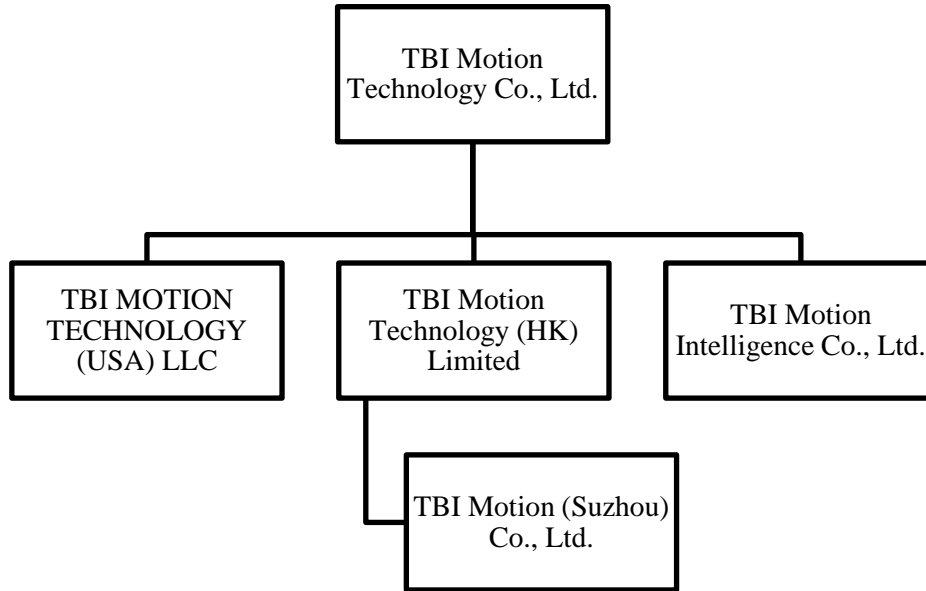 TBI Motion
Technology Co., Ltd.
TBI MOTION
TECHNOLOGY
(USA) LLC
TBI Motion
Technology (HK)
Limited
TBI Motion
Intelligence Co., Ltd.
TBI Motion (Suzhou)
Co., Ltd.